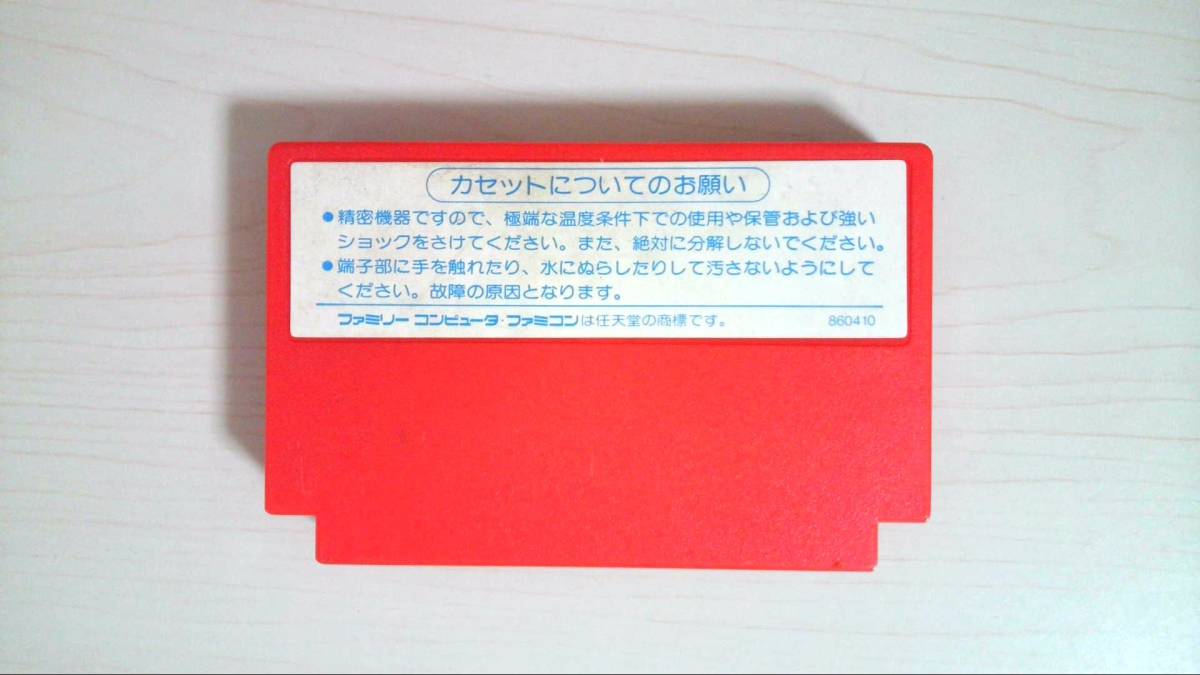 カセットについてのお願い
●精密機器ですので、極端な温度条件下での使用や保管および強い
ショックをさけてください。また、絶対に分解しないでください。
●端子部に手を触れたり、水にぬらしたりして汚さないようにして
ください。故障の原因となります。
ファミリー コンピュータ・ファミコンは任天堂の商標です。 860410